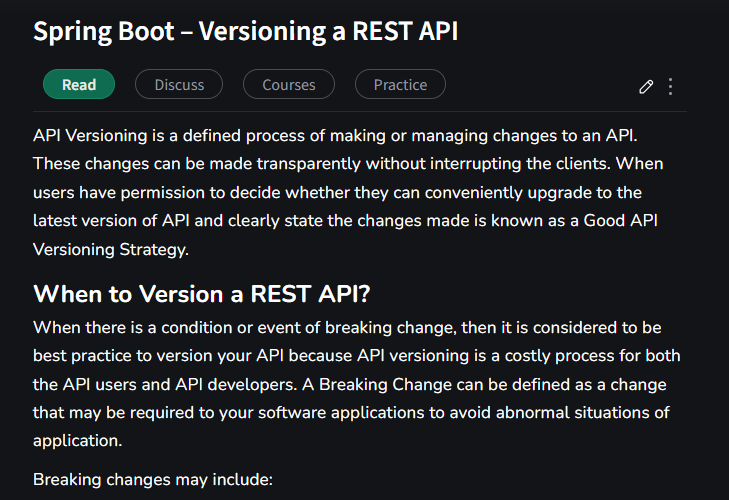 Spring Boot – Versioning a REST API
Read Discuss Courses Practice
API Versioning is a defined process of making or managing changes to an API.
These changes can be made transparently without interrupting the clients. When
users have permission to decide whether they can conveniently upgrade to the
latest version of API and clearly state the changes made is known as a Good API
Versioning Strategy.
When to Version a REST API?
When there is a condition or event of breaking change, then it is considered to be
best practice to version your API because API versioning is a costly process for both
the API users and API developers. A Breaking Change can be defined as a change
that may be required to your software applications to avoid abnormal situations of
application.
Breaking changes may include: